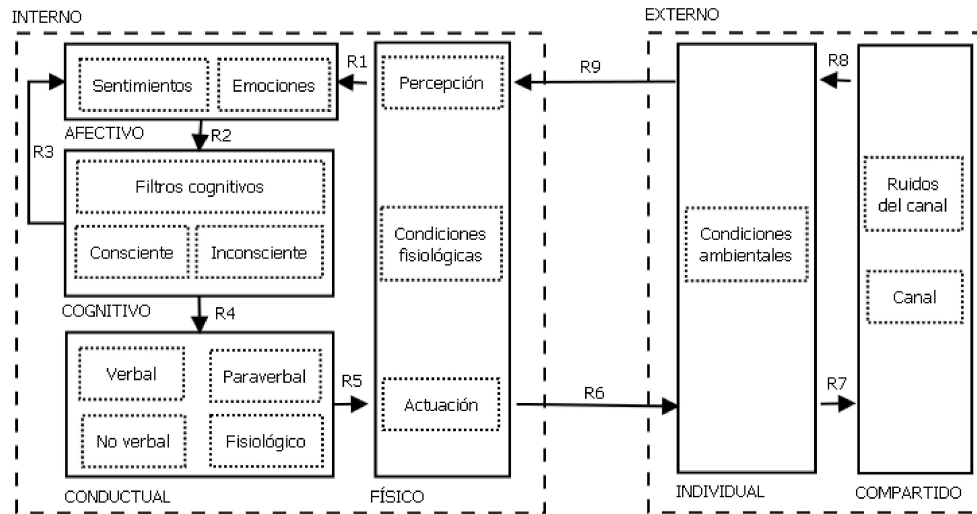 INTERNO
EXTERNO
Sentimientos
Emociones
R1
Percepción
R9
R8
AFECTIVO
R2
R3
Filtros cognitivos
Consciente
Inconsciente
Condiciones
fisiológicas
Condiciones
ambientales
Ruidos
del canal
Canal
COGNITIVO
R4
Verbal
Paraverbal
No verbal
Fisiológico
R5
Actuación
R6
R7
CONDUCTUAL
FÍSICO
INDIVIDUAL
COMPARTIDO